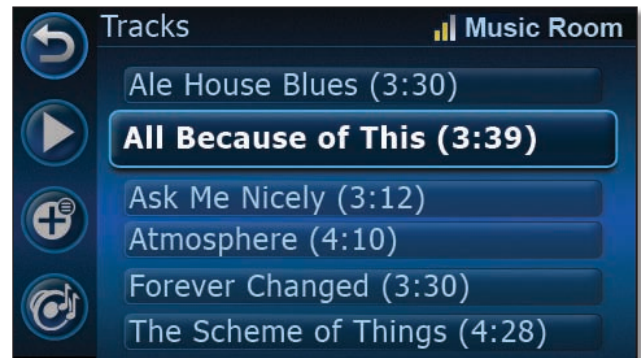 Tracks
Music Room
Ale House Blues (3:30)
All Because of This (3:39)
Ask Me Nicely (3:12)
Atmosphere (4:10)
Forever Changed (3:30)
The Scheme of Things (4:28)